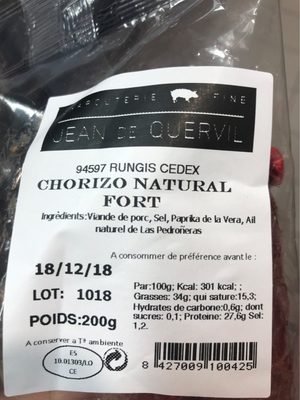 CHARCUTERIE FINE
JEAN DE QUERVIL
94597 RUNGIS CEDEX
CHORIZO NATURAL
FORT
Ingrédients:Viande de porc, Sel, Paprika de la Vera, Ail
naturel de Las Pedroñeras
A consommer de préférence avant le :
18/12/18
LOT: 1018
POIDS:200g
Par:100g; Kcal: 301 kcal; ;
Grasses: 34g; qui sature:15,3;
Hydrates de carbone:0,6g; dont
sucres: 0,1; Proteine: 27,6g Sel:
1,2.
A conserver a Tª ambiente
ES
10.01303/LO
CE
8 427009 100425